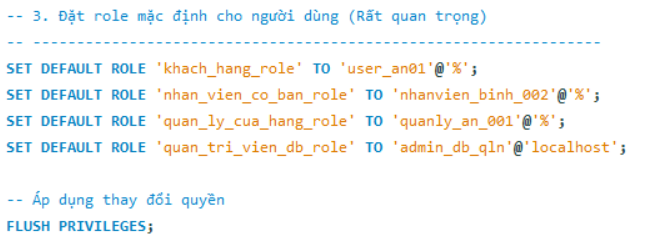 -- 3. Đặt role mặc định cho người dùng (Rất quan trọng)
-- -----------------------------------------------------------------
SET DEFAULT ROLE 'khach_hang_role' TO 'user_an01'@'%';
SET DEFAULT ROLE 'nhan_vien_co_ban_role' TO 'nhanvien_binh_002'@'%';
SET DEFAULT ROLE 'quan_ly_cua_hang_role' TO 'quanly_an_001'@'%';
SET DEFAULT ROLE 'quan_tri_vien_db_role' TO 'admin_db_qln'@'localhost';
-- Áp dụng thay đổi quyền
FLUSH PRIVILEGES;